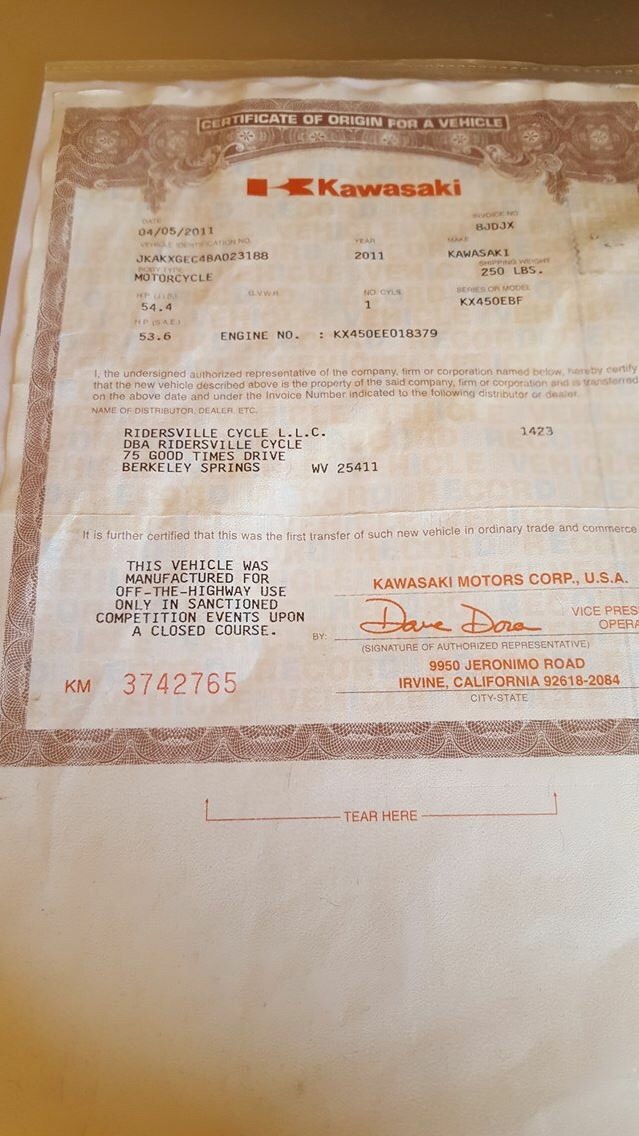 CERTIFICATE OF ORIGIN FOR A VEHICLE
Kawasaki
DATE INVOICE NO.
04/05/2011 8JDJX
VEHICLE IDENTIFICATION NO. YEAR MAKE
JKAKXGEC4BA023188 2011 KAWASAKI
BODY TYPE SHIPPING WEIGHT
MOTORCYCLE 250 LBS.
G.V.W.R. NO. CYLS. SERIES OR MODEL
54.4 1 KX450EBF
H.P. (S.A.E.)
53.6 ENGINE NO. : KX450EE018379
I, the undersigned authorized representative of the company, firm or corporation named below, hereby certify
that the new vehicle described above is the property of the said company, firm or corporation and is transferred
on the above date and under the Invoice Number indicated to the following distributor or dealer.
NAME OF DISTRIBUTOR, DEALER, ETC.
RIDERSVILLE CYCLE L.L.C. 1423
DBA RIDERSVILLE CYCLE
75 GOOD TIMES DRIVE
BERKELEY SPRINGS WV 25411
It is further certified that this was the first transfer of such new vehicle in ordinary trade and commerce
THIS VEHICLE WAS
MANUFACTURED FOR
OFF-THE-HIGHWAY USE
ONLY IN SANCTIONED
COMPETITION EVENTS UPON
A CLOSED COURSE.
KAWASAKI MOTORS CORP., U.S.A.
BY: Dave Dora VICE PRES
OPERA
(SIGNATURE OF AUTHORIZED REPRESENTATIVE)
9950 JERONIMO ROAD
IRVINE, CALIFORNIA 92618-2084
CITY-STATE
KM 3742765
TEAR HERE